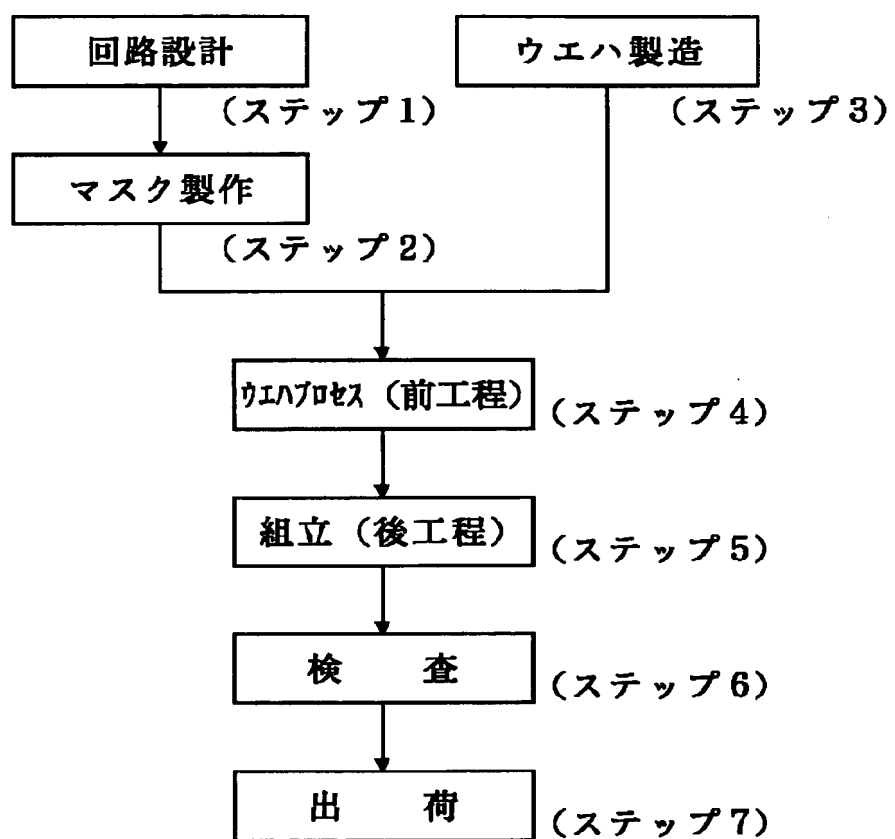 回路設計
ウエハ製造
(ステップ1)
(ステップ3)
マスク製作
(ステップ2)
ウエハプロセス (前工程)
(ステップ4)
組立 (後工程)
(ステップ5)
検 査
(ステップ6)
出 荷
(ステップ7)